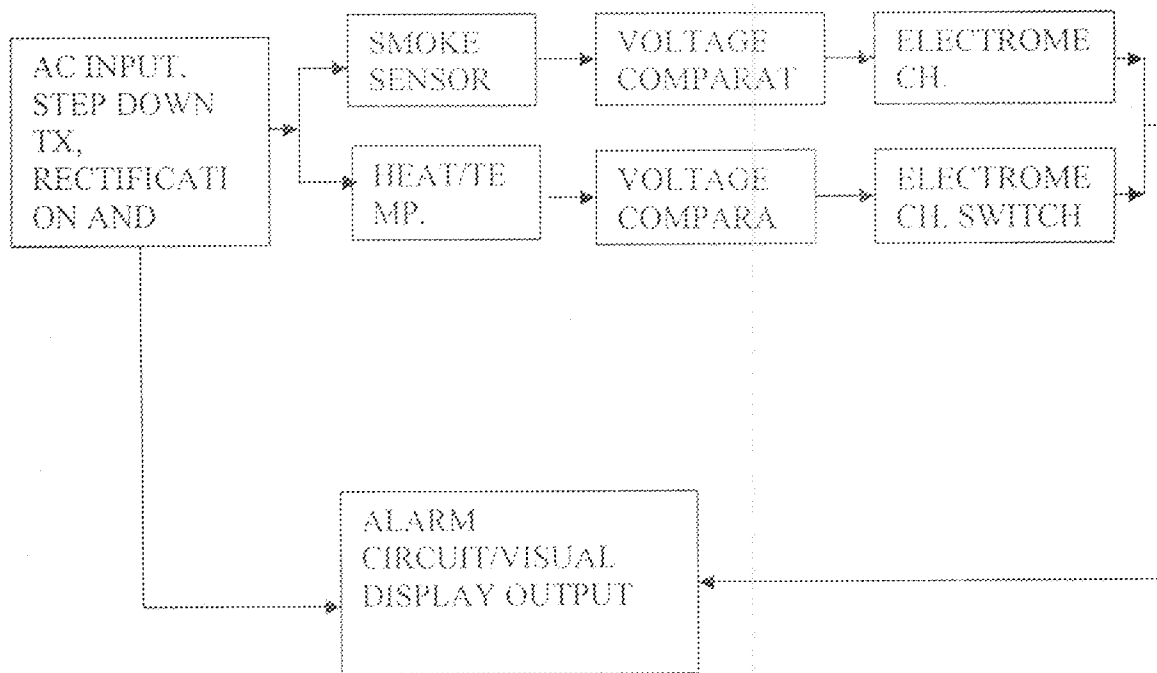 AC INPUT.
STEP DOWN
TX,
RECTIFICATI
ON AND
SMOKE
SENSOR
VOLTAGE
COMPARAT
ELECTROME
CH.
HEAT/TE
MP.
VOLTAGE
COMPARA
ELECTROME
CH. SWITCH
ALARM
CIRCUIT/VISUAL
DISPLAY OUTPUT